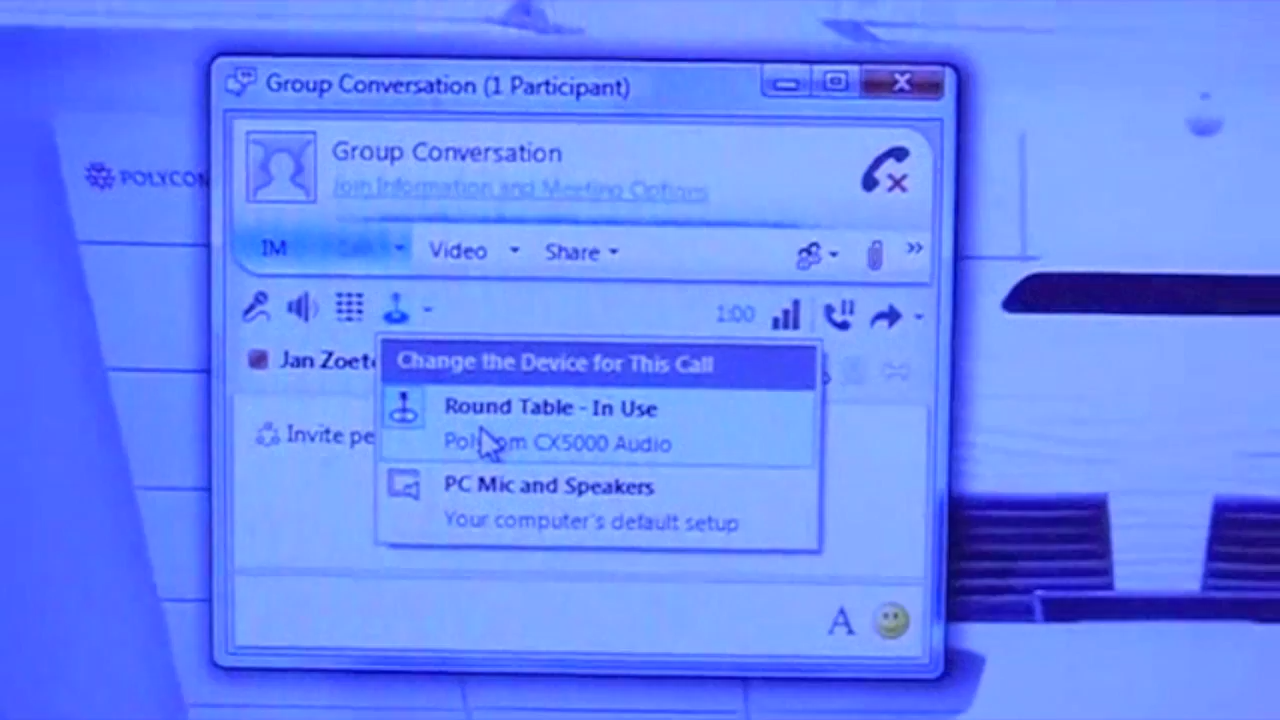 Group Conversation (1 Participant)
Group Conversation
Join Information and Meeting Options
POLYCOM
IM Video Share
1:00
Jan Zoete
Change the Device for This Call
Round Table - In Use
Polycom CX5000 Audio
Invite pe
PC Mic and Speakers
Your computer's default setup
A